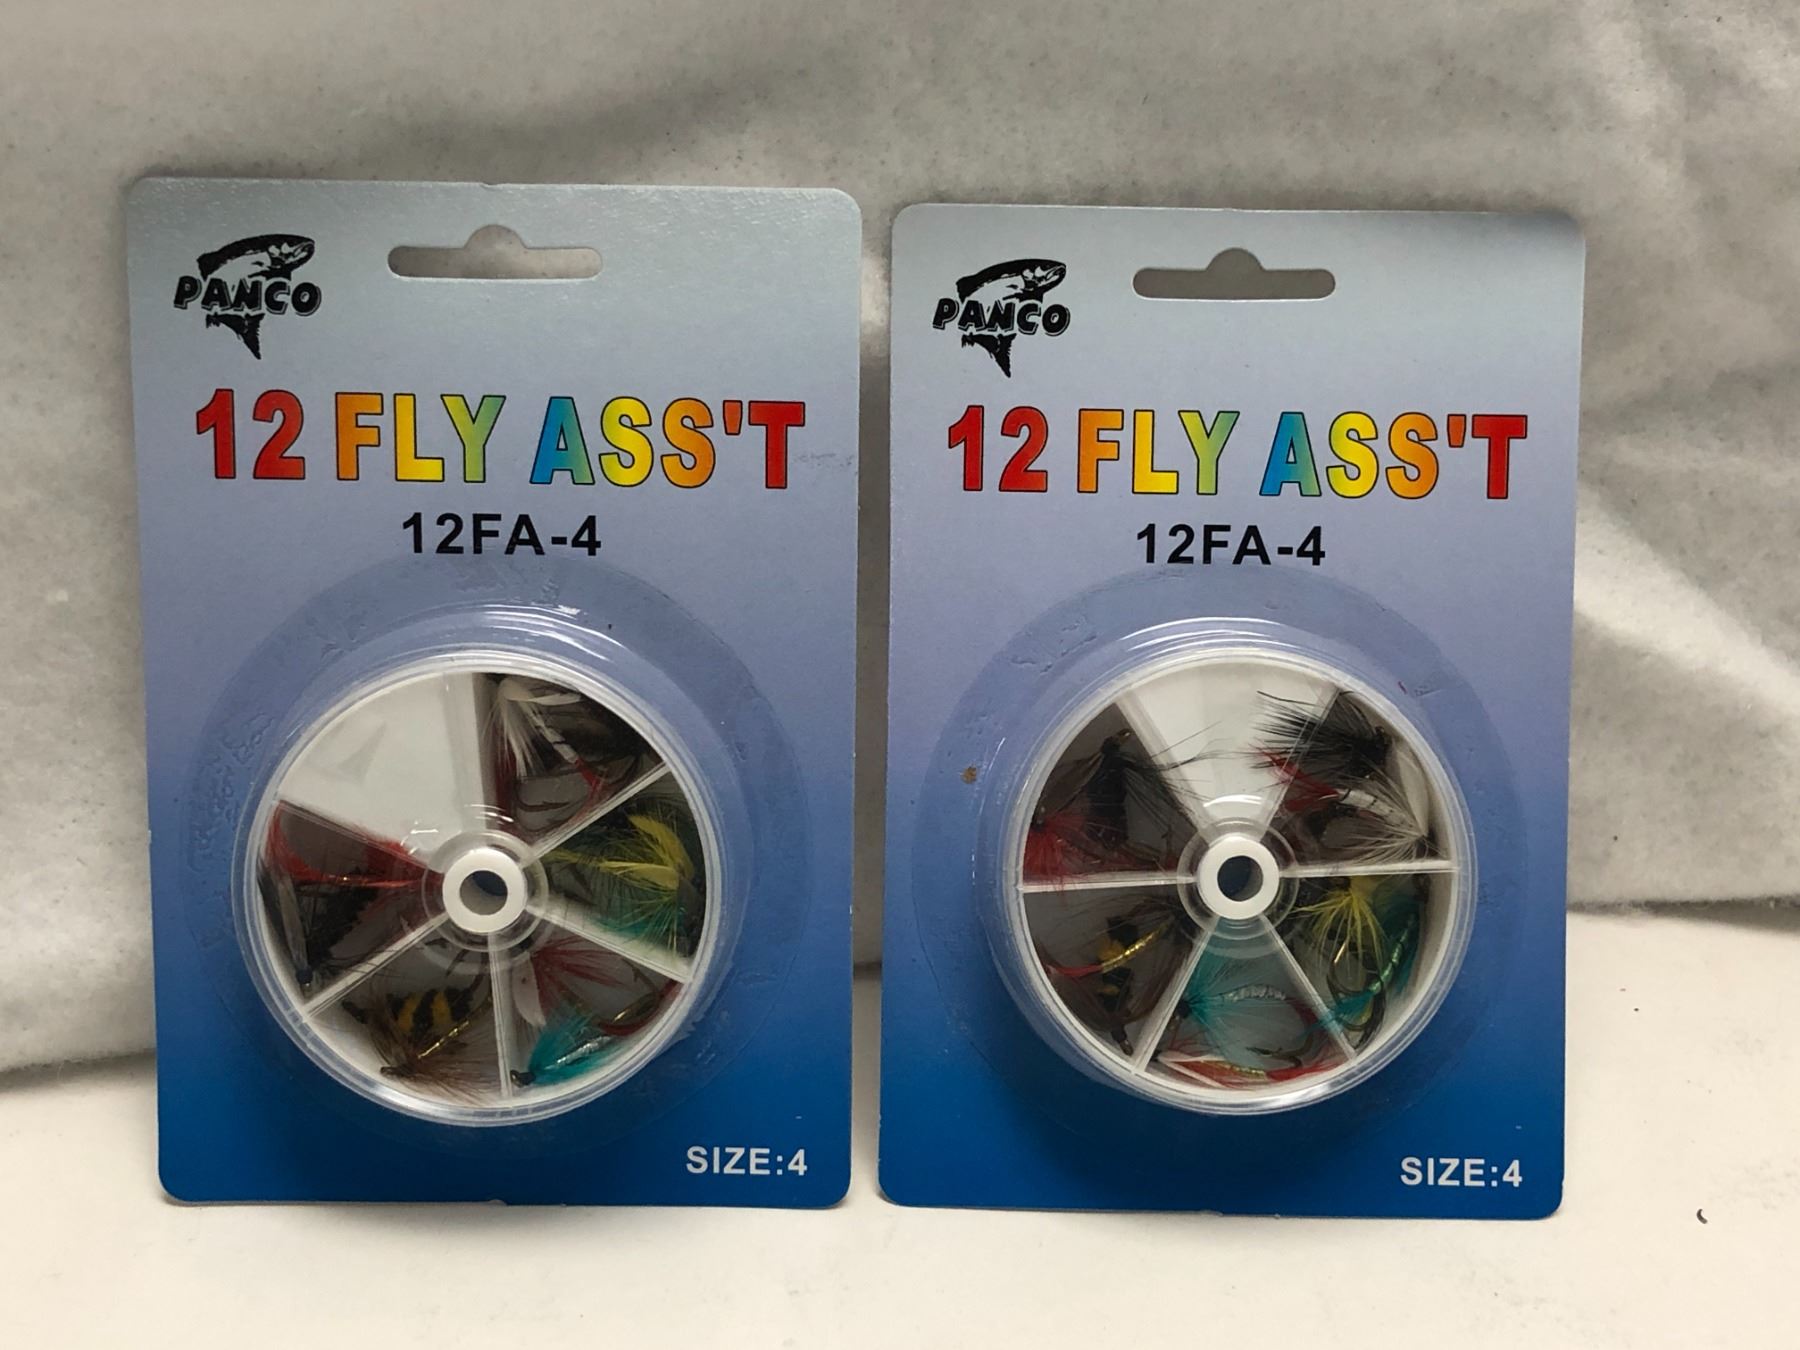 PANCO
12 FLY ASS'T
12FA-4
SIZE:4
PANCO
12 FLY ASS'T
12FA-4
SIZE:4